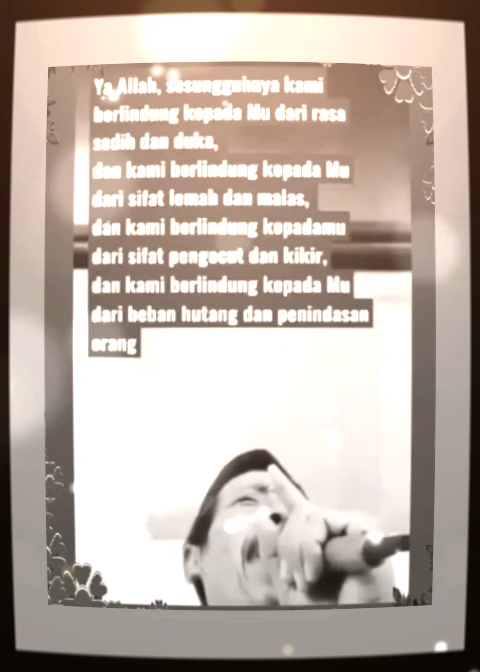 Ya Allah, sesungguhnya kami
berlindung kepada Mu dari rasa
sedih dan duka,
dan kami berlindung kepada Mu
dari sifat lemah dan malas,
dan kami berlindung kepadamu
dari sifat pengecut dan kikir,
dan kami berlindung kepada Mu
dari beban hutang dan penindasan
orang